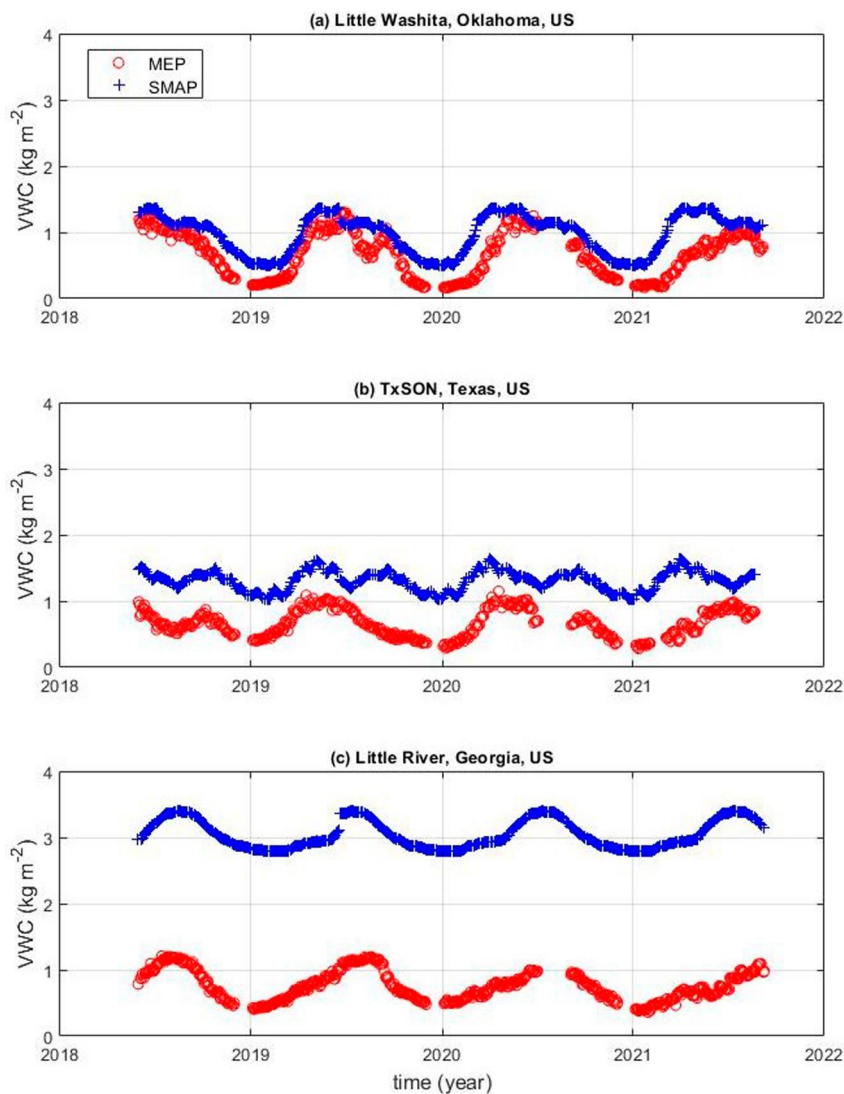 (a) Little Washita, Oklahoma, US
4
MEP
SMAP
3
VWC (kg m-2)
2
1
0
2018 2019 2020 2021 2022
(b) TxSON, Texas, US
4
3
VWC (kg m-2)
2
1
0
2018 2019 2020 2021 2022
(c) Little River, Georgia, US
4
3
VWC (kg m-2)
2
1
0
2018 2019 2020 2021 2022
time (year)